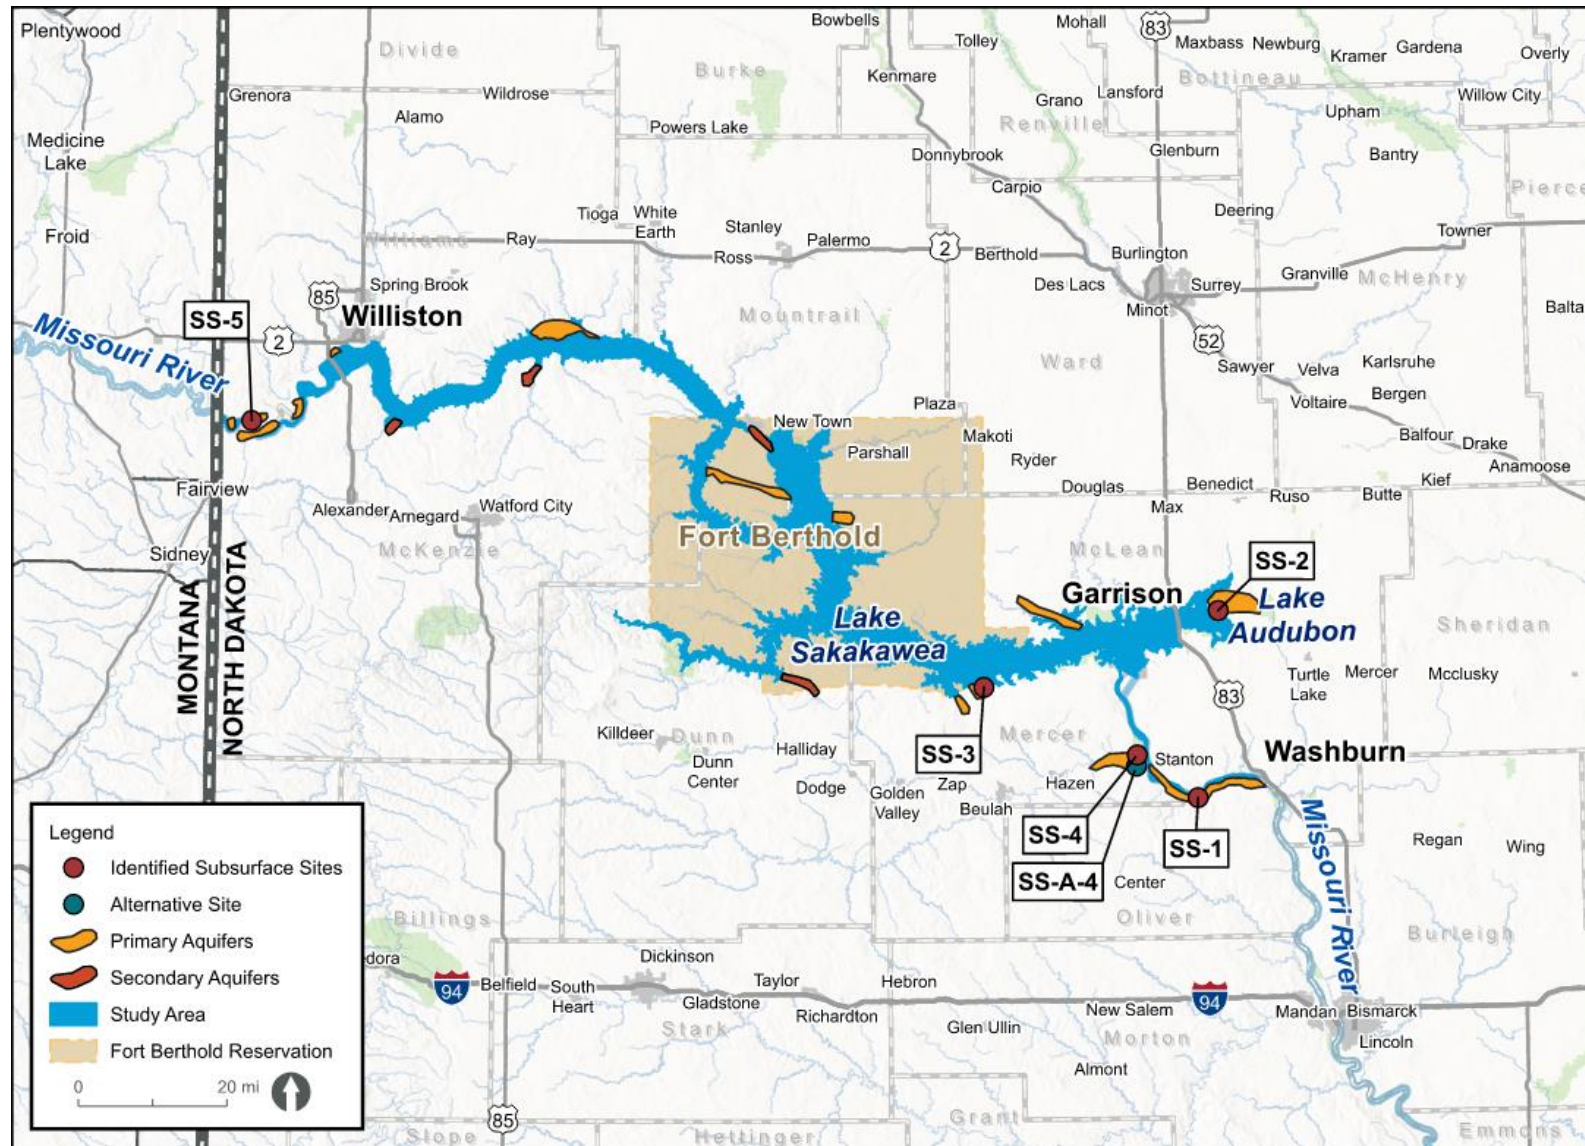 Plentywood
Divide
Bowbells
Mohall
83
Maxbass
Newburg
Kramer
Gardena
Overly
Tolley
Burke
Kenmare
Bottineau
Grenora
Wildrose
Grano
Lansford
Willow City
Alamo
Renville
Upham
Powers Lake
Medicine
Lake
Donnybrook
Glenburn
Bantry
Carpio
Pierce
Tioga
White
Earth
Stanley
Deering
Froid
Williams
Ray
Ross
Palermo
2
Berthold
Burlington
Towner
Spring Brook
85
Des Lacs
Surrey
Granville
McHenry
SS-5
Williston
Mountrail
Minot
Balta
Missouri River
2
52
Ward
Sawyer
Velva
Karlsruhe
Plaza
Voltaire
Bergen
New Town
Makoti
Balfour
Drake
Parshall
Ryder
Anamoose
Fairview
Douglas
Benedict
Ruso
Butte
Kief
Alexander
Arnegard
Watford City
Max
Fort Berthold
McKenzie
Sidney
McLean
SS-2
MONTANA
NORTH DAKOTA
Garrison
Lake
Audubon
Lake
Sakakawea
Sheridan
Turtle
Lake
Mercer
Mcclusky
83
Killdeer
Dunn
Halliday
SS-3
Mercer
Stanton
Washburn
Dunn
Center
Dodge
Golden
Valley
Zap
Hazen
Beulah
Missouri River
SS-4
SS-1
Regan
Wing
SS-A-4
Center
Oliver
Billings
Burleigh
edora
94
Belfield
South
Heart
Dickinson
Gladstone
Taylor
Richardton
Hebron
94
New Salem
Mandan
Bismarck
Stark
Glen Ullin
Morton
Lincoln
Almont
85
Slope
Hettinger
Grant
Emmons
Legend
Identified Subsurface Sites
Alternative Site
Primary Aquifers
Secondary Aquifers
Study Area
Fort Berthold Reservation
0 20 mi